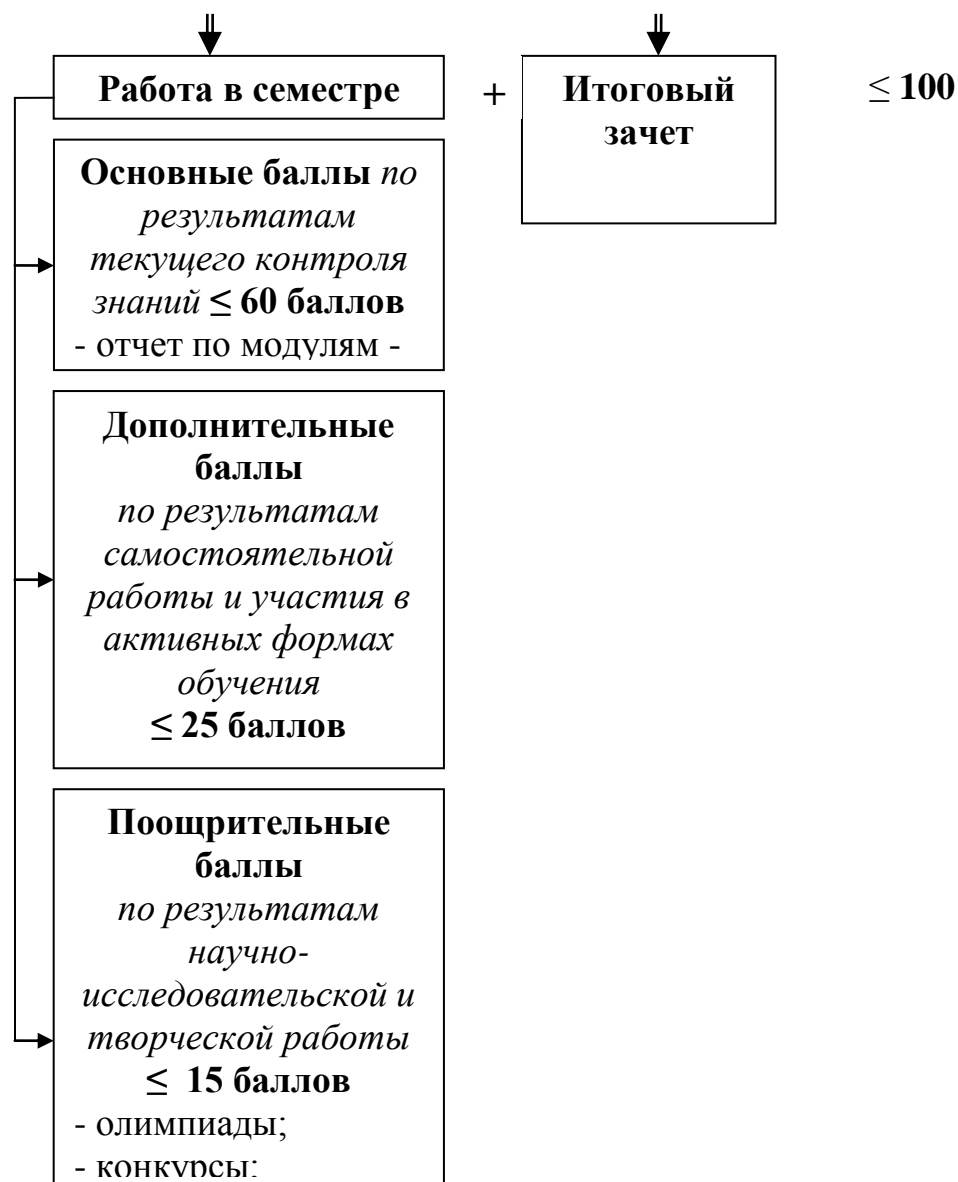 Работа в семестре
+
Итоговый
зачет
≤ 100
Основные баллы по
результатам
текущего контроля
знаний ≤ 60 баллов
- отчет по модулям -
Дополнительные
баллы
по результатам
самостоятельной
работы и участия в
активных формах
обучения
≤ 25 баллов
Поощрительные
баллы
по результатам
научно-
исследовательской и
творческой работы
≤ 15 баллов
- олимпиады;
- конкурсы;